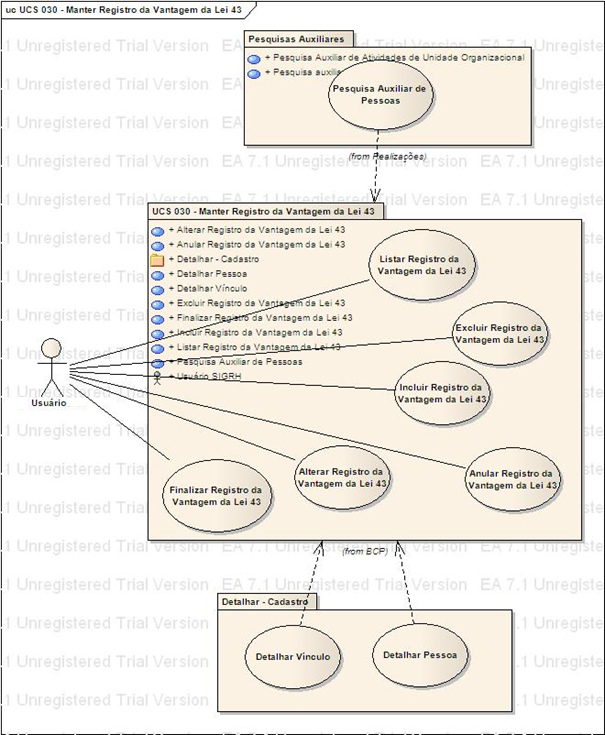 uc UCS 030 - Manter Registro da Vantagem da Lei 43
Pesquisas Auxiliares
+ Pesquisa Auxiliar de Atividades de Unidade Organizacional
+ Pesquisa auxilia
Pesquisa Auxiliar de
Pessoas
(from Realizações)
UCS 030 - Manter Registro da Vantagem da Lei 43
+ Alterar Registro da Vantagem da Lei 43
+ Anular Registro da Vantagem da Lei 43
+ Detalhar - Cadastro
+ Detalhar Pessoa
+ Detalhar Vínculo
+ Excluir Registro da Vantagem da Lei 43
+ Finalizar Registro da Vantagem da Lei 43
+ Incluir Registro da Vantagem da Lei 43
+ Listar Registro da Vantagem da Lei 43
+ Pesquisa Auxiliar de Pessoas
+ Usuário SIGRH
Listar Registro da
Vantagem da Lei 43
Excluir Registro da
Vantagem da Lei 43
Incluir Registro da
Vantagem da Lei 43
Usuário
Alterar Registro da
Vantagem da Lei 43
Anular Registro da
Vantagem da Lei 43
Finalizar Registro da
Vantagem da Lei 43
(from BCP)
Detalhar - Cadastro
Detalhar Vínculo
Detalhar Pessoa
EA 7.1 Unregistered Trial Version